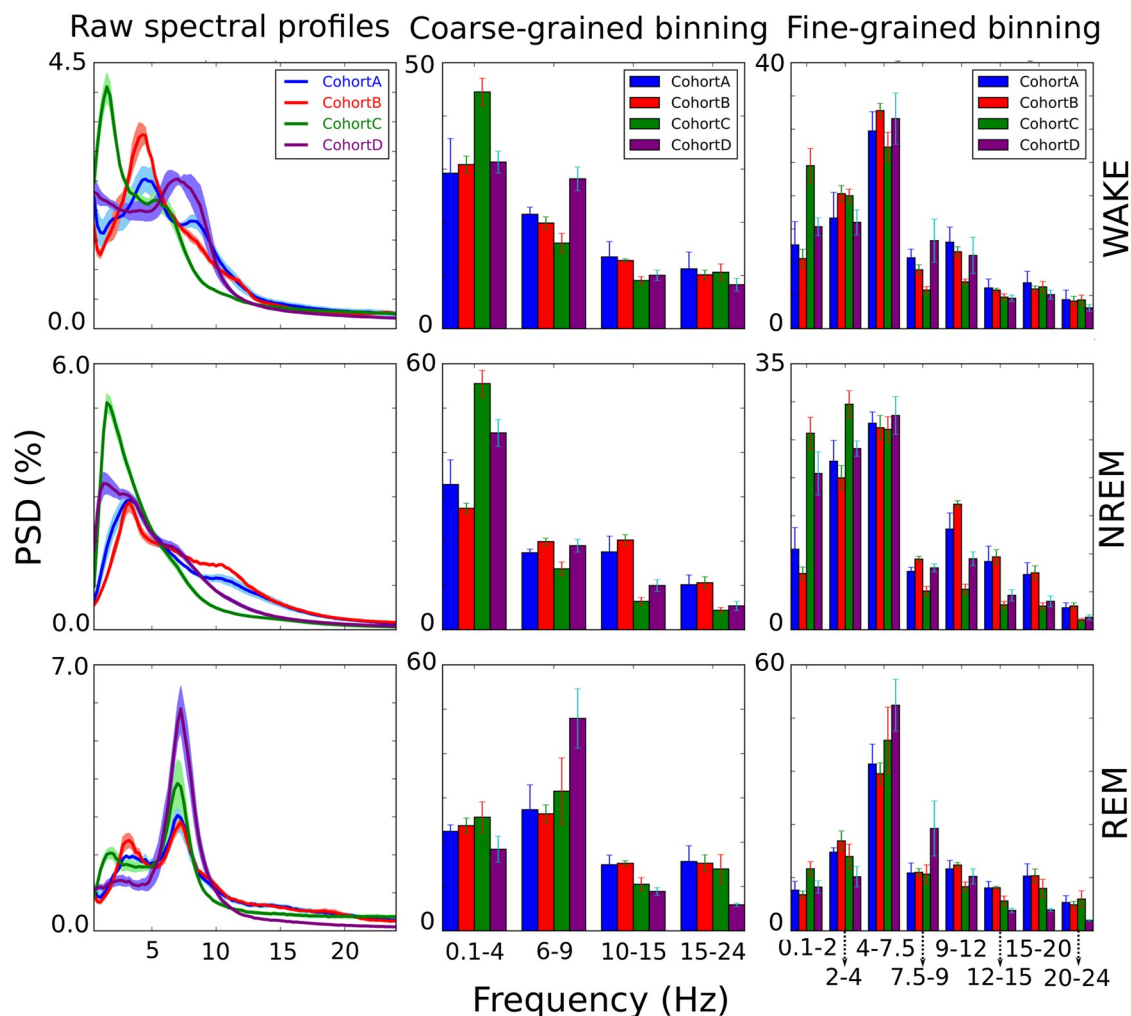 Raw spectral profiles Coarse-grained binning Fine-grained binning
4.5
CohortA
CohortB
CohortC
CohortD
0.0
50
CohortA
CohortB
CohortC
CohortD
0
40
CohortA
CohortB
CohortC
CohortD
0
WAKE
PSD (%)
6.0
0.0
60
0
35
0
NREM
7.0
0.0
5 10 15 20
60
0
0.1-4 6-9 10-15 15-24
60
0
0.1-2 4-7.5 9-12 15-20
2-4 7.5-9 12-15 20-24
REM
Frequency (Hz)